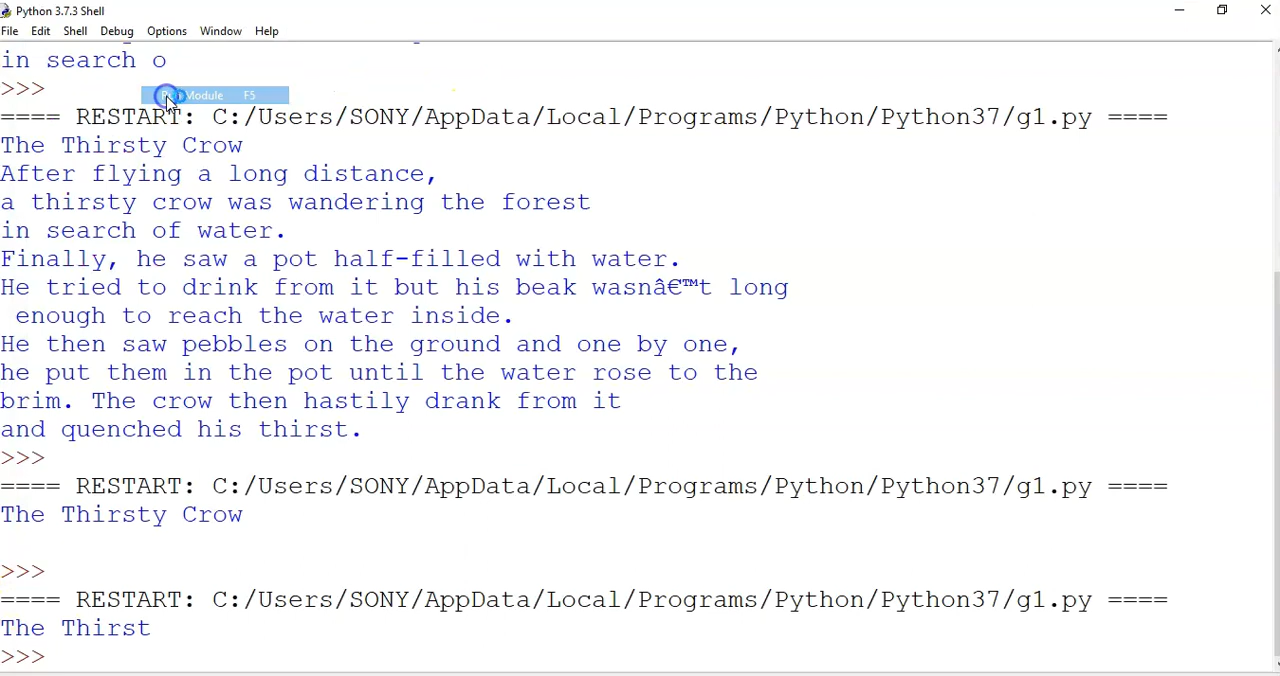 Python 3.7.3 Shell
File Edit Shell Debug Options Window Help
in search o
>>>
Module F5
==== RESTART: C:/Users/SONY/AppData/Local/Programs/Python/Python37/g1.py ====
The Thirsty Crow
After flying a long distance,
a thirsty crow was wandering the forest
in search of water.
Finally, he saw a pot half-filled with water.
He tried to drink from it but his beak wasnâ€™t long
 enough to reach the water inside.
He then saw pebbles on the ground and one by one,
he put them in the pot until the water rose to the
brim. The crow then hastily drank from it
and quenched his thirst.
>>>
==== RESTART: C:/Users/SONY/AppData/Local/Programs/Python/Python37/g1.py ====
The Thirsty Crow
>>>
==== RESTART: C:/Users/SONY/AppData/Local/Programs/Python/Python37/g1.py ====
The Thirst
>>>